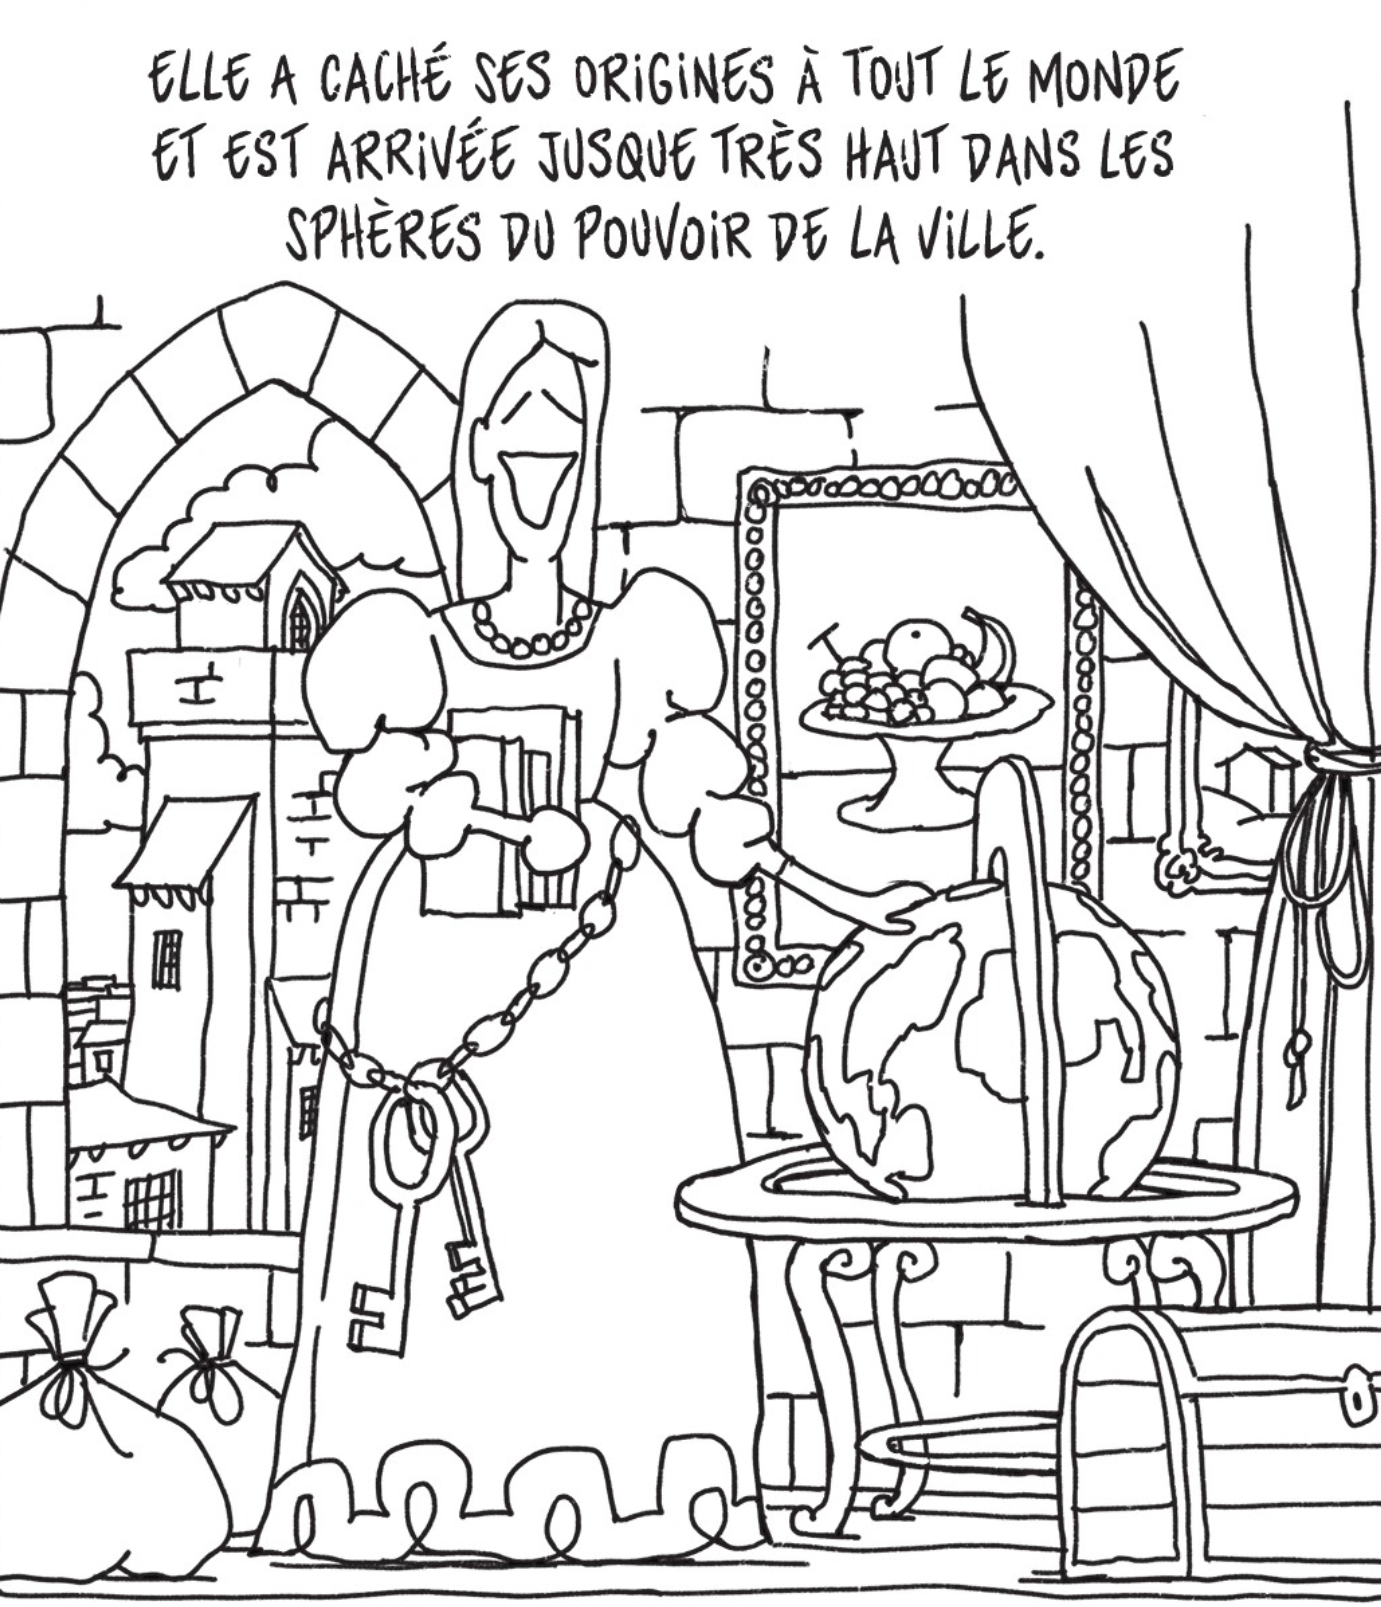 ELLE A CACHÉ SES ORIGINES À TOUT LE MONDE
ET EST ARRIVÉE JUSQUE TRÈS HAUT DANS LES
SPHÈRES DU POUVOIR DE LA VILLE.